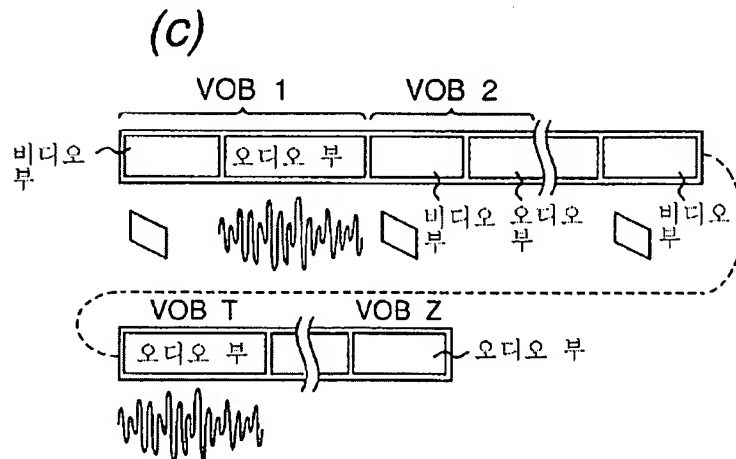 (c)
VOB 1 VOB 2
비디오
부
오디오 부
비디오
부
오디오
부
비디오
부
VOB T VOB Z
오디오 부
오디오 부